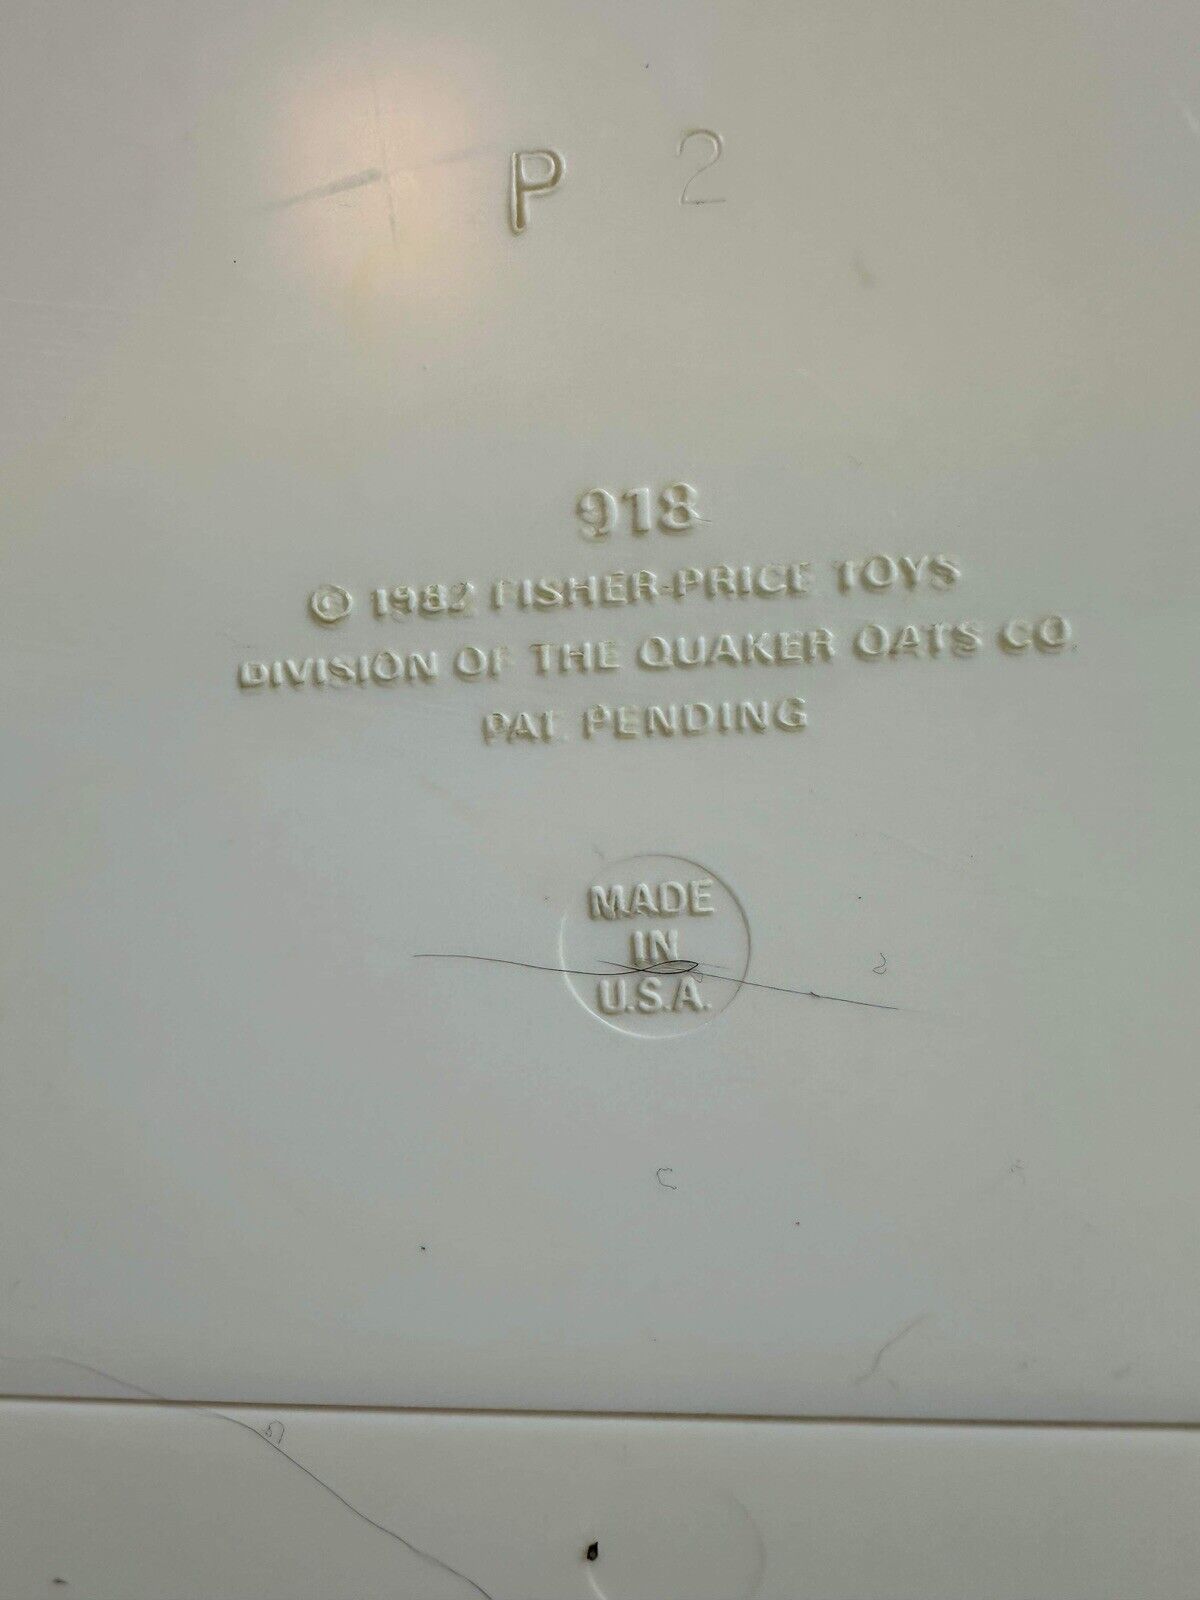 P 2
918
© 1982 FISHER-PRICE TOYS
DIVISION OF THE QUAKER OATS CO.
PAT. PENDING
MADE
IN
U.S.A.